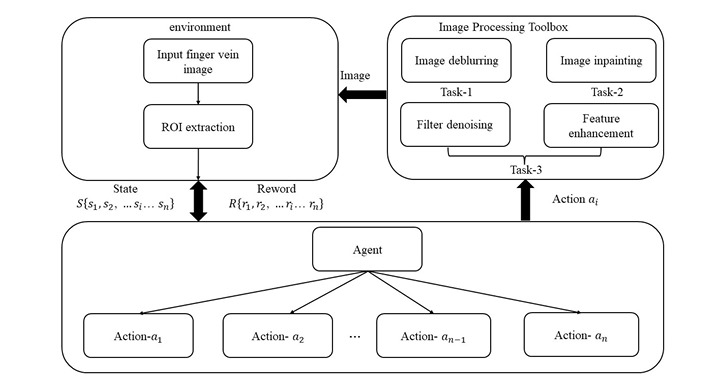 environment
Input finger vein
image
ROI extraction
Image
Image Processing Toolbox
Image deblurring
Image inpainting
Task-1
Task-2
Filter denoising
Feature
enhancement
Task-3
State
S{s₁, s₂, …sᵢ… sₙ}
Reword
R{r₁, r₂, …rᵢ… rₙ}
Action aᵢ
Agent
Action-a₁
Action- a₂
…
Action- aₙ₋₁
Action- aₙ